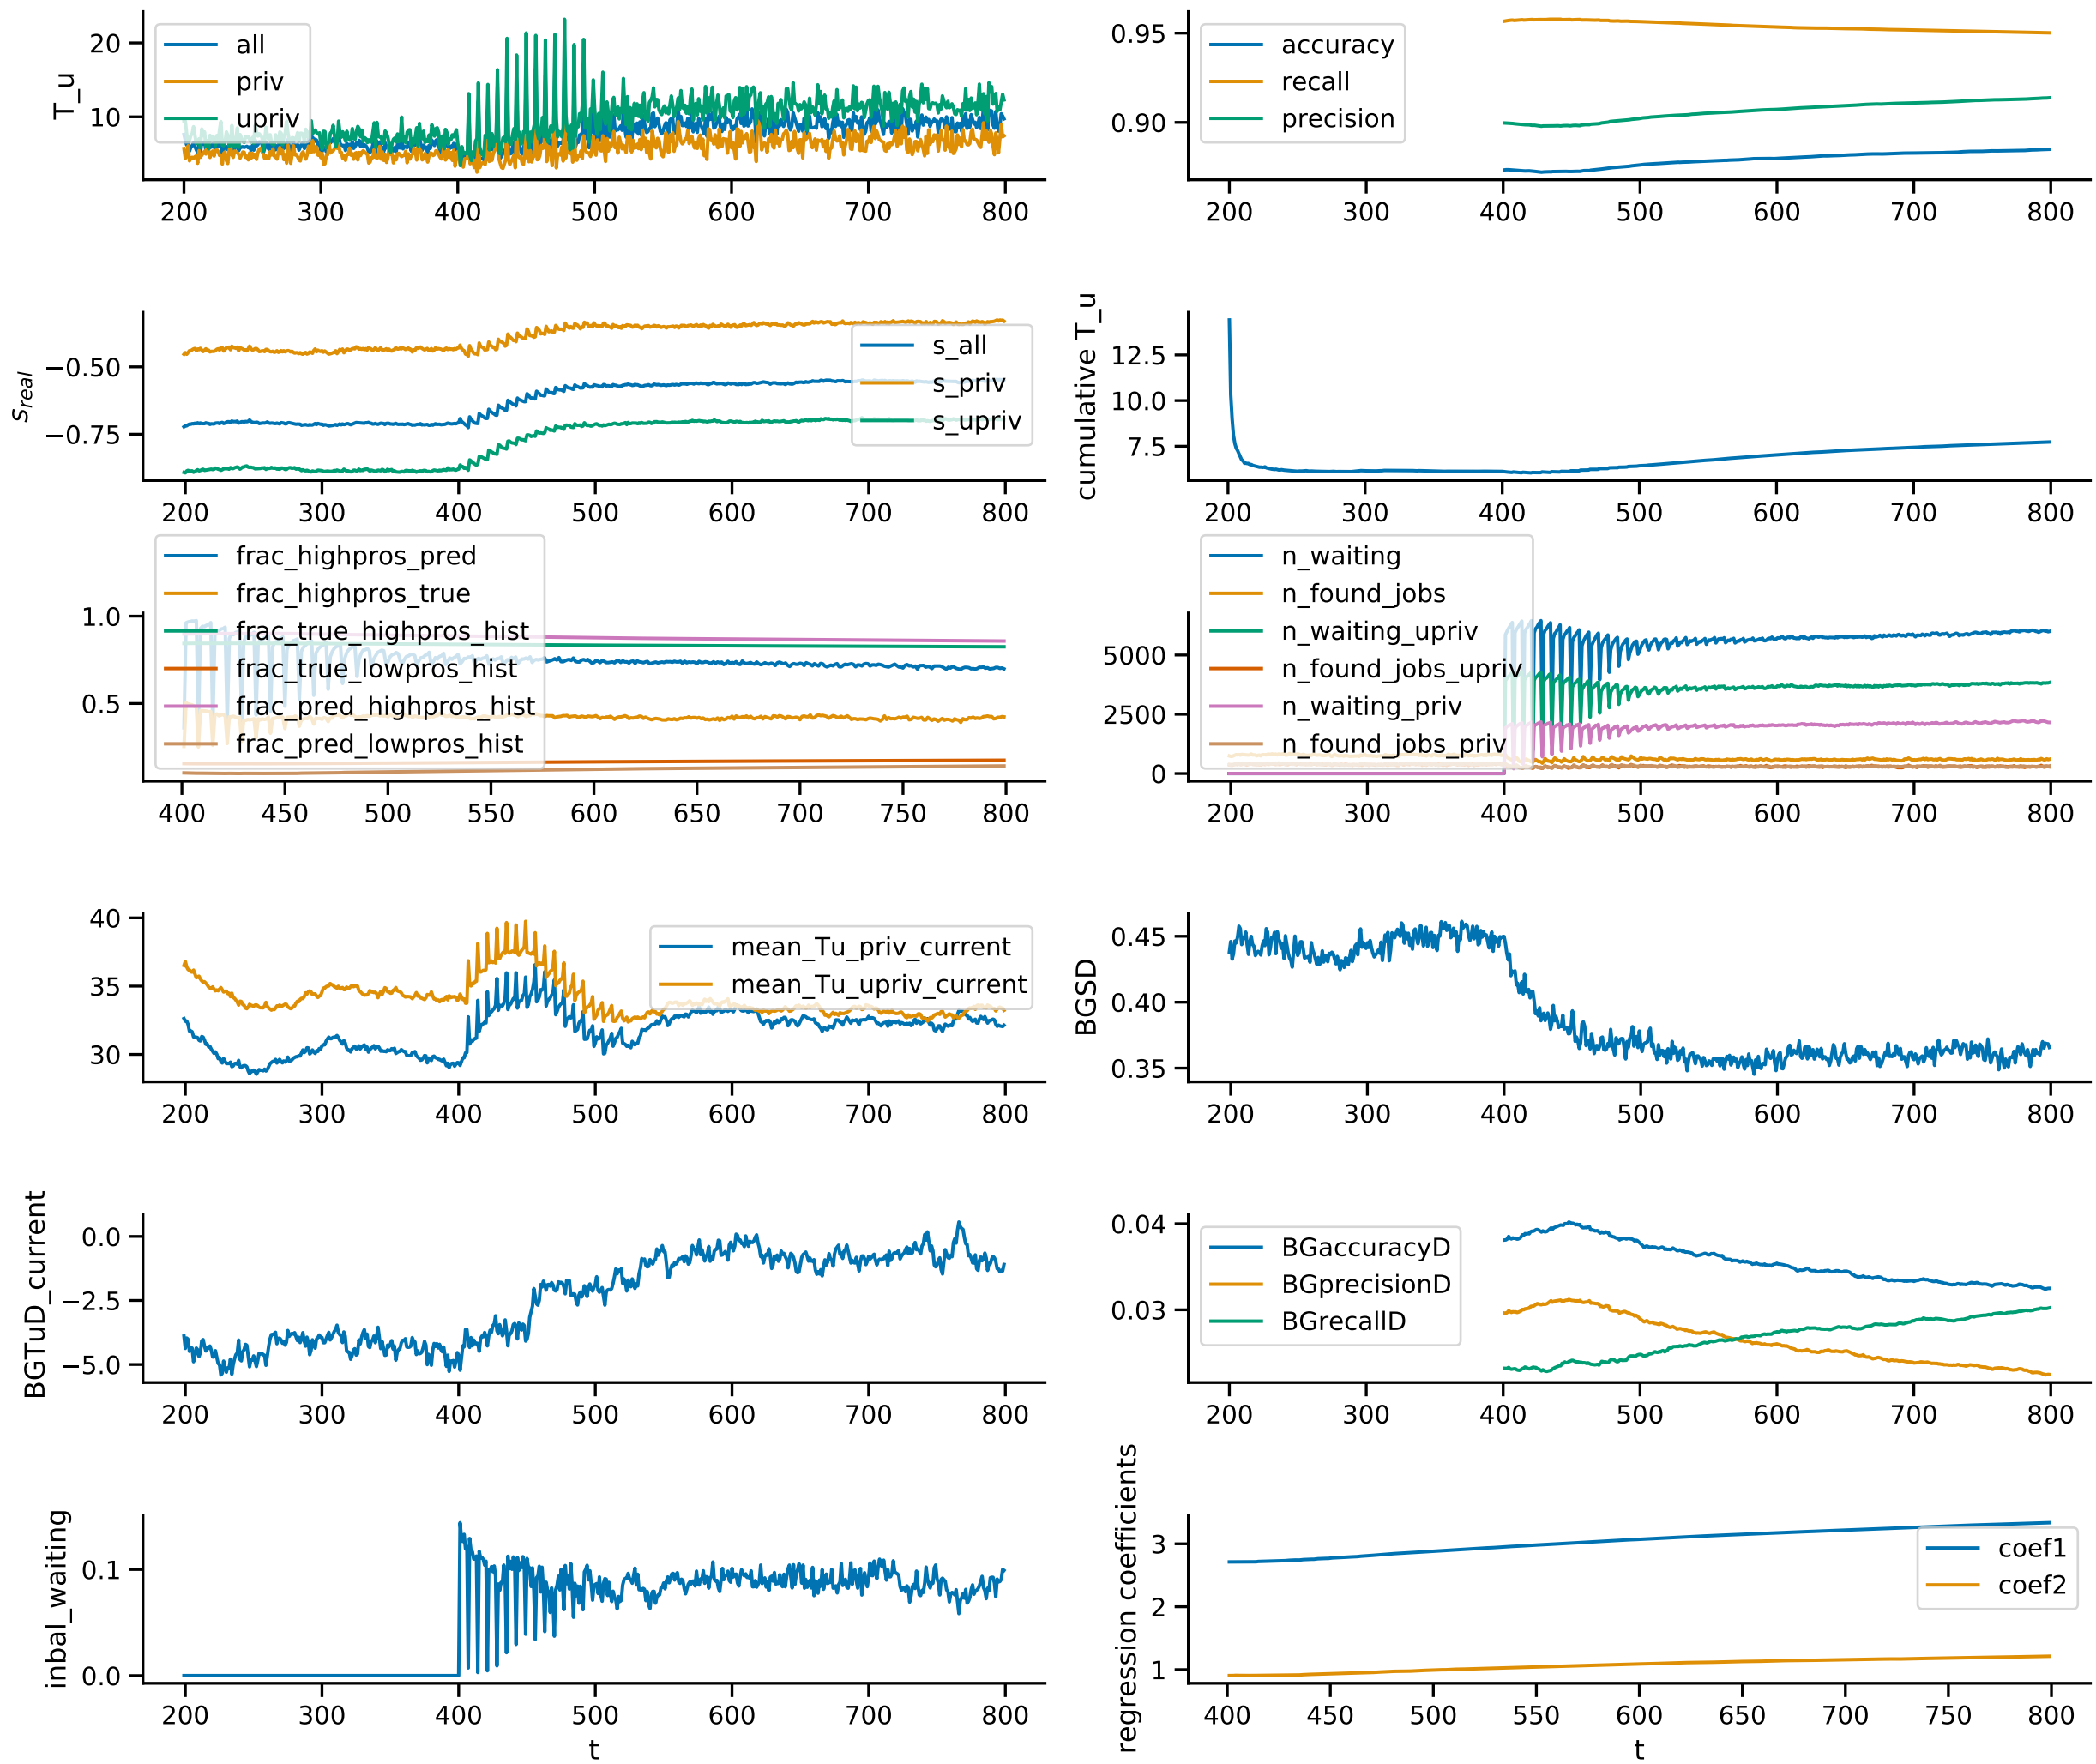 T_u
20
10
all
priv
upriv
200 300 400 500 600 700 800
0.95
0.90
accuracy
recall
precision
200 300 400 500 600 700 800
s_real
−0.50
−0.75
s_all
s_priv
s_upriv
200 300 400 500 600 700 800
cumulative T_u
12.5
10.0
7.5
200 300 400 500 600 700 800
1.0
0.5
frac_highpros_pred
frac_highpros_true
frac_true_highpros_hist
frac_true_lowpros_hist
frac_pred_highpros_hist
frac_pred_lowpros_hist
400 450 500 550 600 650 700 750 800
5000
2500
0
n_waiting
n_found_jobs
n_waiting_upriv
n_found_jobs_upriv
n_waiting_priv
n_found_jobs_priv
200 300 400 500 600 700 800
40
35
30
mean_Tu_priv_current
mean_Tu_upriv_current
200 300 400 500 600 700 800
BGSD
0.45
0.40
0.35
200 300 400 500 600 700 800
BGTuD_current
0.0
−2.5
−5.0
200 300 400 500 600 700 800
0.04
0.03
BGaccuracyD
BGprecisionD
BGrecallD
200 300 400 500 600 700 800
inbal_waiting
0.1
0.0
200 300 400 500 600 700 800
t
regression coefficients
3
2
1
coef1
coef2
400 450 500 550 600 650 700 750 800
t